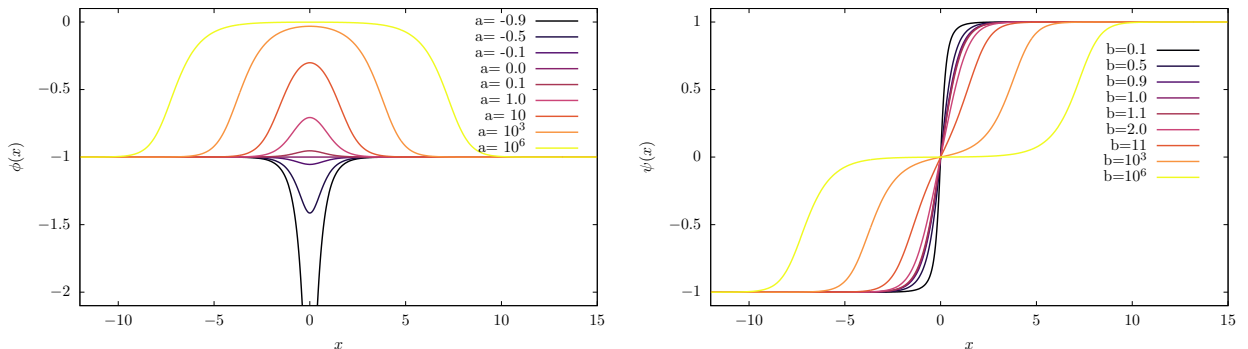 0
−0.5
−1
−1.5
−2
−10
−5
0
5
10
15
x
ϕ(x)
a= -0.9
a= -0.5
a= -0.1
a= 0.0
a= 0.1
a= 1.0
a= 10
a= 10³
a= 10⁶
1
0.5
0
−0.5
−1
−10
−5
0
5
10
15
x
ψ(x)
b=0.1
b=0.5
b=0.9
b=1.0
b=1.1
b=2.0
b=11
b=10³
b=10⁶